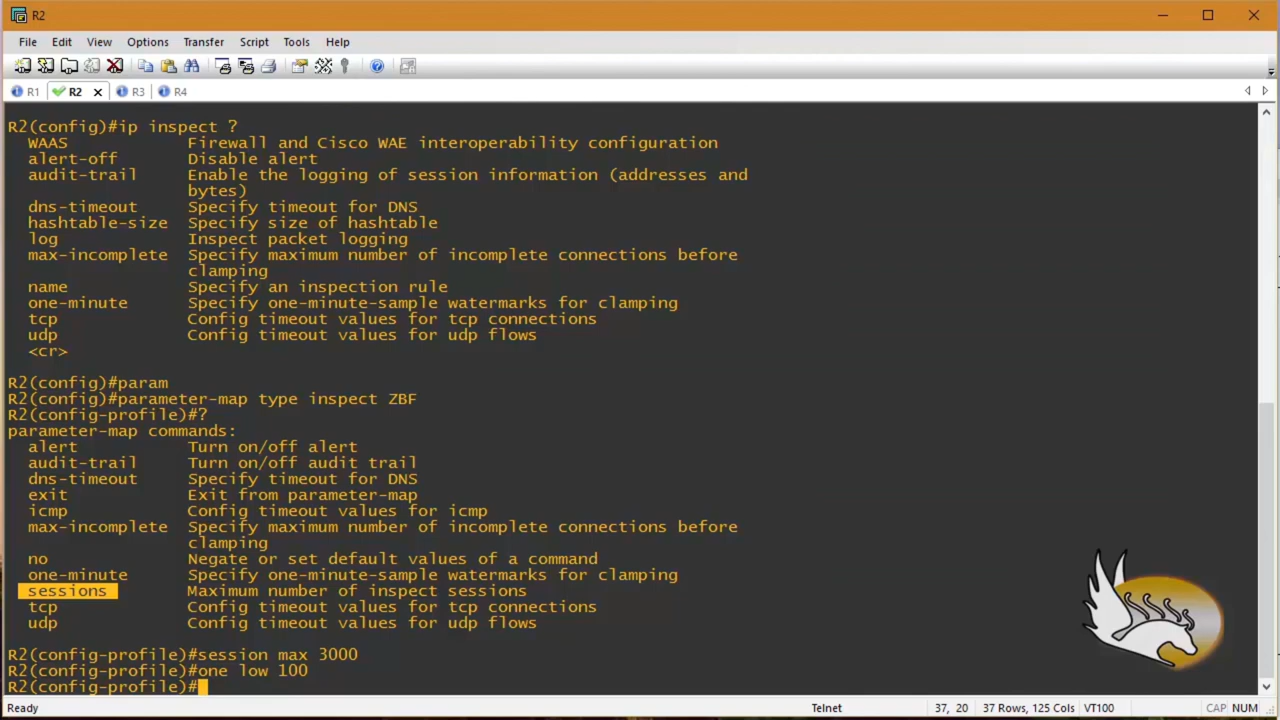 R2
File Edit View Options Transfer Script Tools Help
R1 R2 x R3 R4
R2(config)#ip inspect ?
WAAS Firewall and Cisco WAE interoperability configuration
alert-off Disable alert
audit-trail Enable the logging of session information (addresses and
bytes)
dns-timeout Specify timeout for DNS
hashtable-size Specify size of hashtable
log Inspect packet logging
max-incomplete Specify maximum number of incomplete connections before
clamping
name Specify an inspection rule
one-minute Specify one-minute-sample watermarks for clamping
tcp Config timeout values for tcp connections
udp Config timeout values for udp flows
<cr>
R2(config)#param
R2(config)#parameter-map type inspect ZBF
R2(config-profile)#?
parameter-map commands:
alert Turn on/off alert
audit-trail Turn on/off audit trail
dns-timeout Specify timeout for DNS
exit Exit from parameter-map
icmp Config timeout values for icmp
max-incomplete Specify maximum number of incomplete connections before
clamping
no Negate or set default values of a command
one-minute Specify one-minute-sample watermarks for clamping
sessions Maximum number of inspect sessions
tcp Config timeout values for tcp connections
udp Config timeout values for udp flows
R2(config-profile)#session max 3000
R2(config-profile)#one low 100
R2(config-profile)#
Ready Telnet 37, 20 37 Rows, 125 Cols VT100 CAP NUM